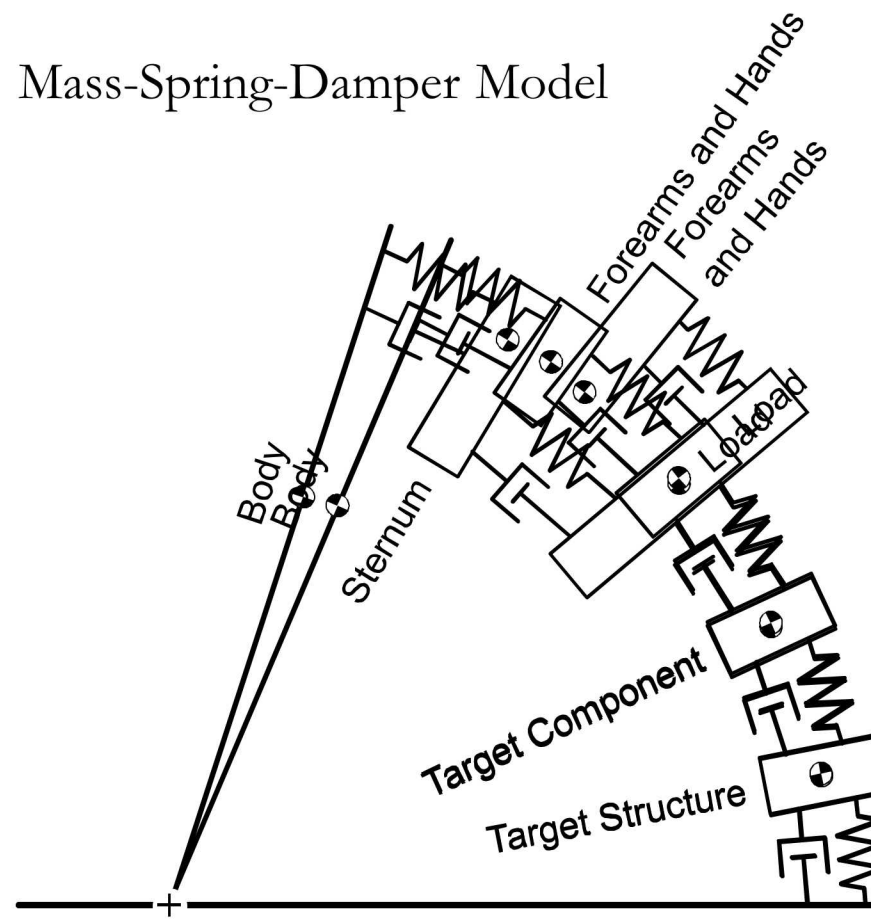 Mass-Spring-Damper Model
Forearms and Hands
Forearms
and Hands
Load
Load
Body
Body
Sternum
Target Component
Target Structure